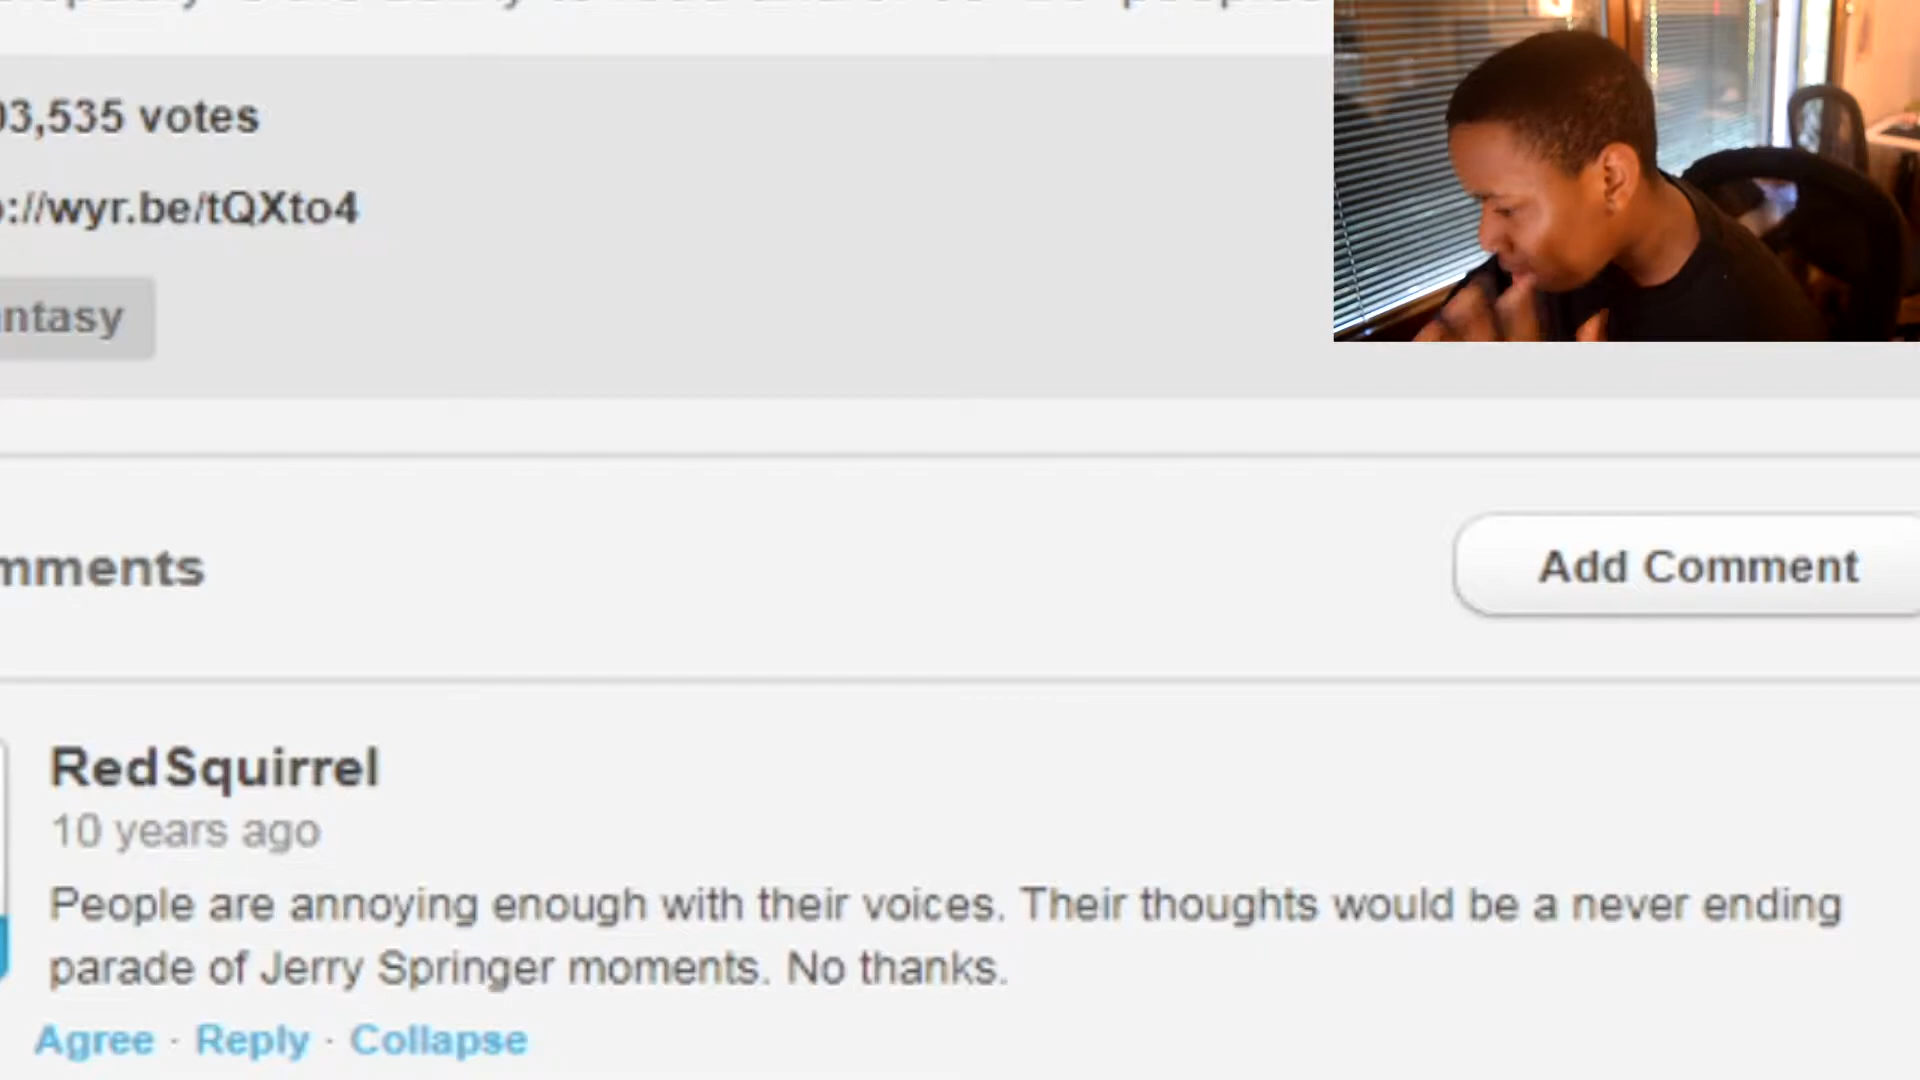 03,535 votes
://wyr.be/tQXto4
ntasy
mments
Add Comment
RedSquirrel
10 years ago
People are annoying enough with their voices. Their thoughts would be a never ending
parade of Jerry Springer moments. No thanks.
Agree · Reply · Collapse